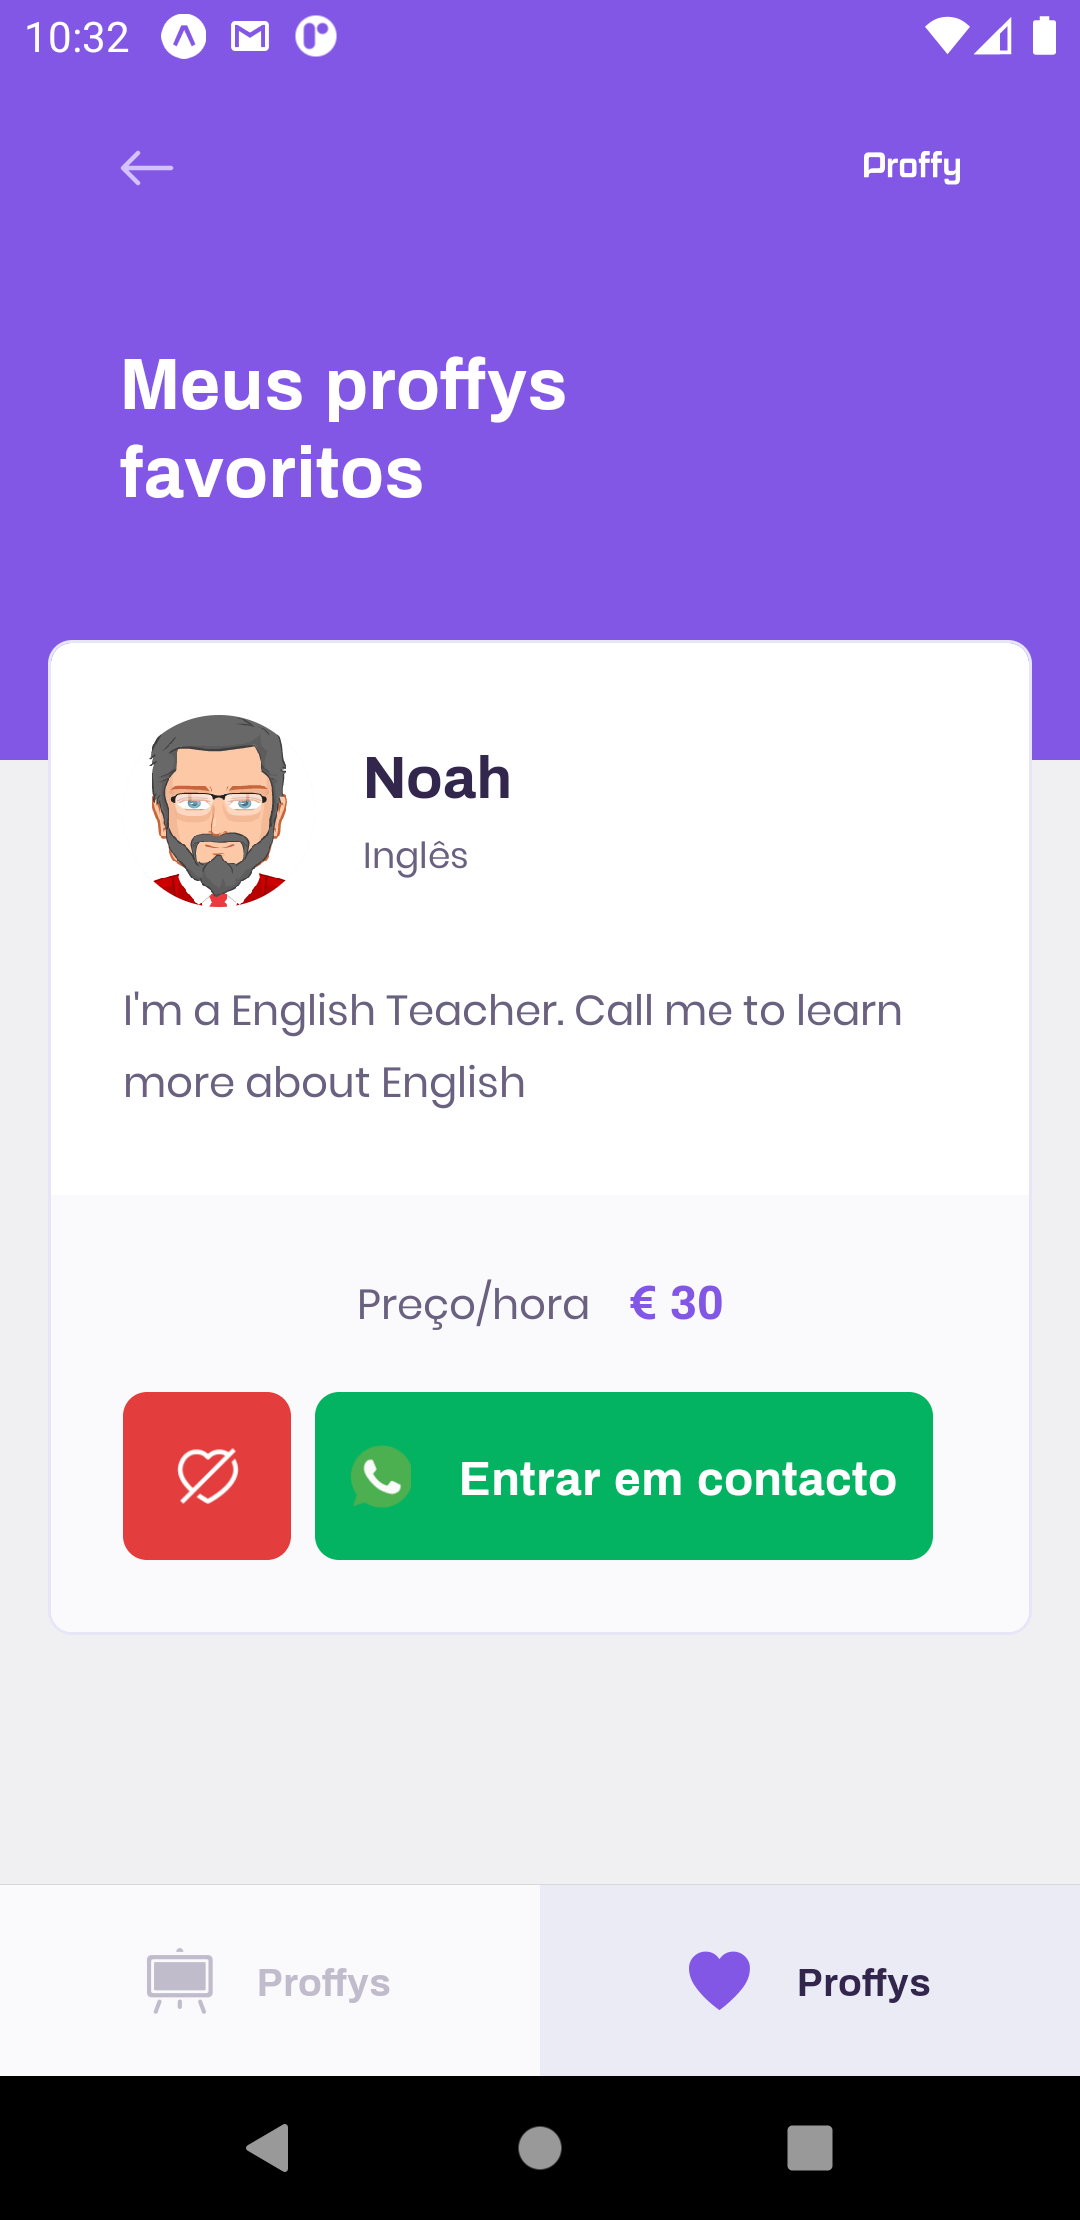 10:32
Proffy
Meus proffys
favoritos
Noah
Inglês
I'm a English Teacher. Call me to learn
more about English
Preço/hora € 30
Entrar em contacto
Proffys
Proffys